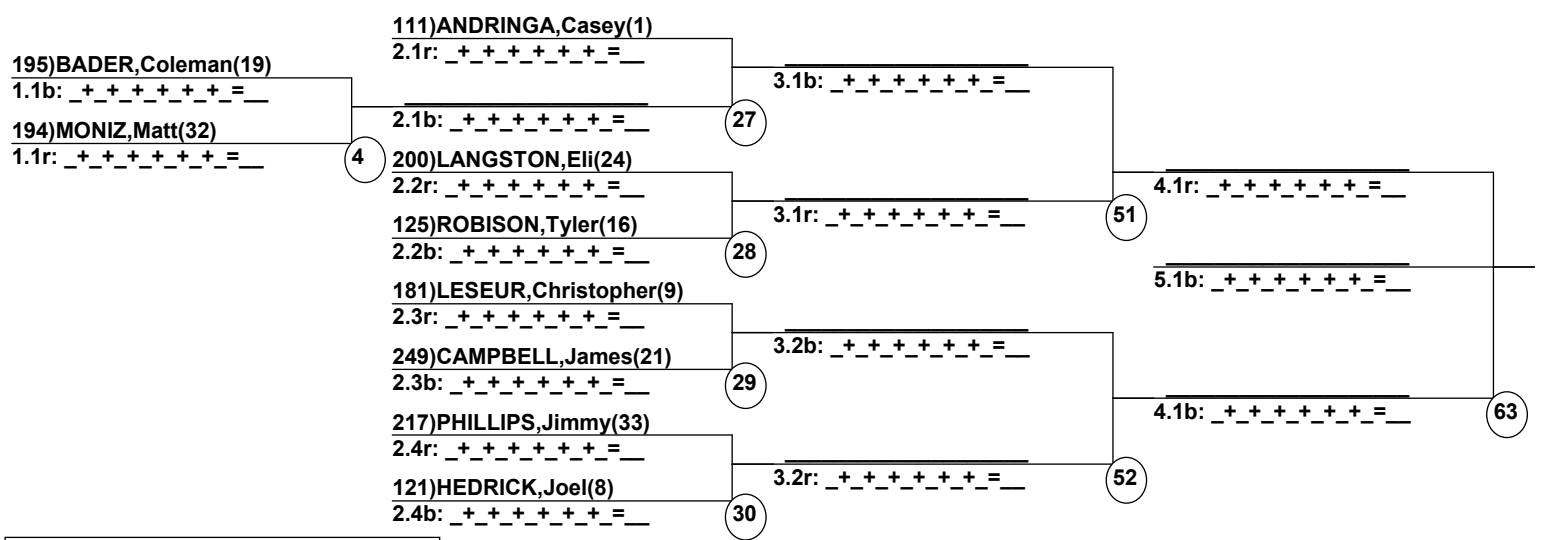 111)ANDRINGA,Casey(1)
2.1r: _+_+_+_+_+_=__
195)BADER,Coleman(19)
1.1b: _+_+_+_+_+_=__
194)MONIZ,Matt(32)
1.1r: _+_+_+_+_+_=__
4
2.1b: _+_+_+_+_+_=__
27
200)LANGSTON,Eli(24)
2.2r: _+_+_+_+_+_=__
125)ROBISON,Tyler(16)
2.2b: _+_+_+_+_+_=__
28
181)LESEUR,Christopher(9)
2.3r: _+_+_+_+_+_=__
249)CAMPBELL,James(21)
2.3b: _+_+_+_+_+_=__
29
217)PHILLIPS,Jimmy(33)
2.4r: _+_+_+_+_+_=__
121)HEDRICK,Joel(8)
2.4b: _+_+_+_+_+_=__
30
3.1b: _+_+_+_+_+_=__
3.1r: _+_+_+_+_+_=__
51
3.2b: _+_+_+_+_+_=__
3.2r: _+_+_+_+_+_=__
52
4.1r: _+_+_+_+_+_=__
5.1b: _+_+_+_+_+_=__
4.1b: _+_+_+_+_+_=__
63